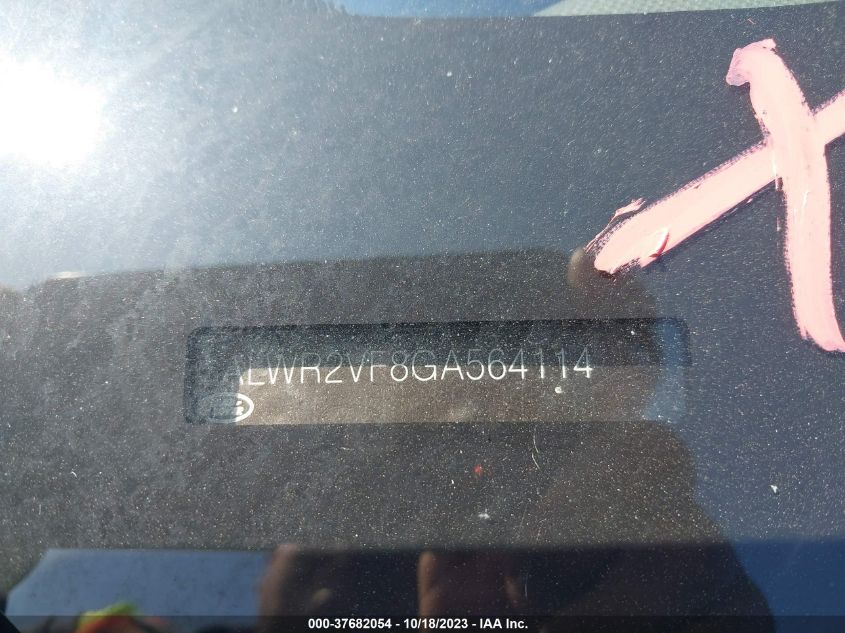 ALWR2VF8GA564114
000-37682054 - 10/18/2023 - IAA Inc.